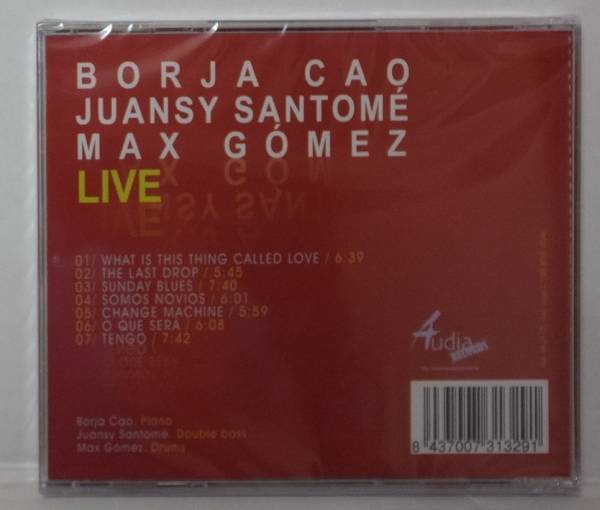 BORJA CAO
JUANSY SANTOMÉ
MAX GÓMEZ
LIVE
01/ WHAT IS THIS THING CALLED LOVE / 6:39
02/ THE LAST DROP / 5:45
03/ SUNDAY BLUES / 7:40
04/ SOMOS NOVIOS / 6:01
05/ CHANGE MACHINE / 5:59
06/ O QUE SERA / 6:08
07/ TENGO / 7:42
Audia
RECORDS
Borja Cao. Piano
Juansy Santomé. Double bass
Max Gómez. Drums
8 437007 313291